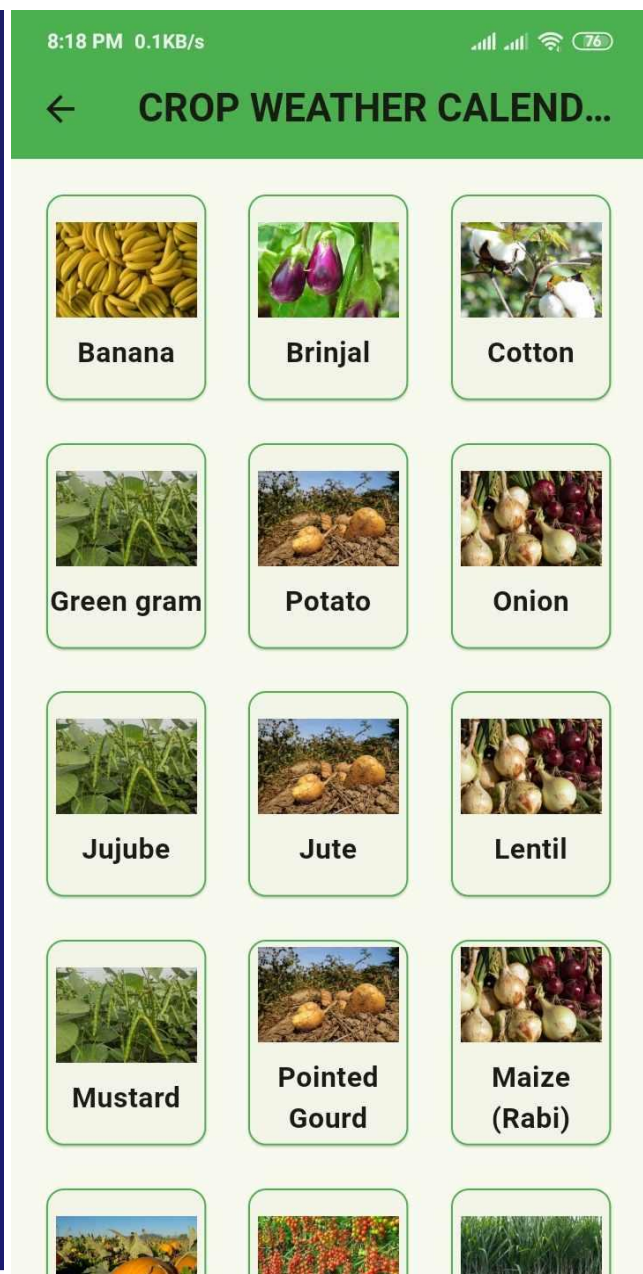 8:18 PM 0.1KB/s 76
CROP WEATHER CALEND...
Banana Brinjal Cotton
Green gram Potato Onion
Jujube Jute Lentil
Mustard
Pointed
Gourd
Maize
(Rabi)